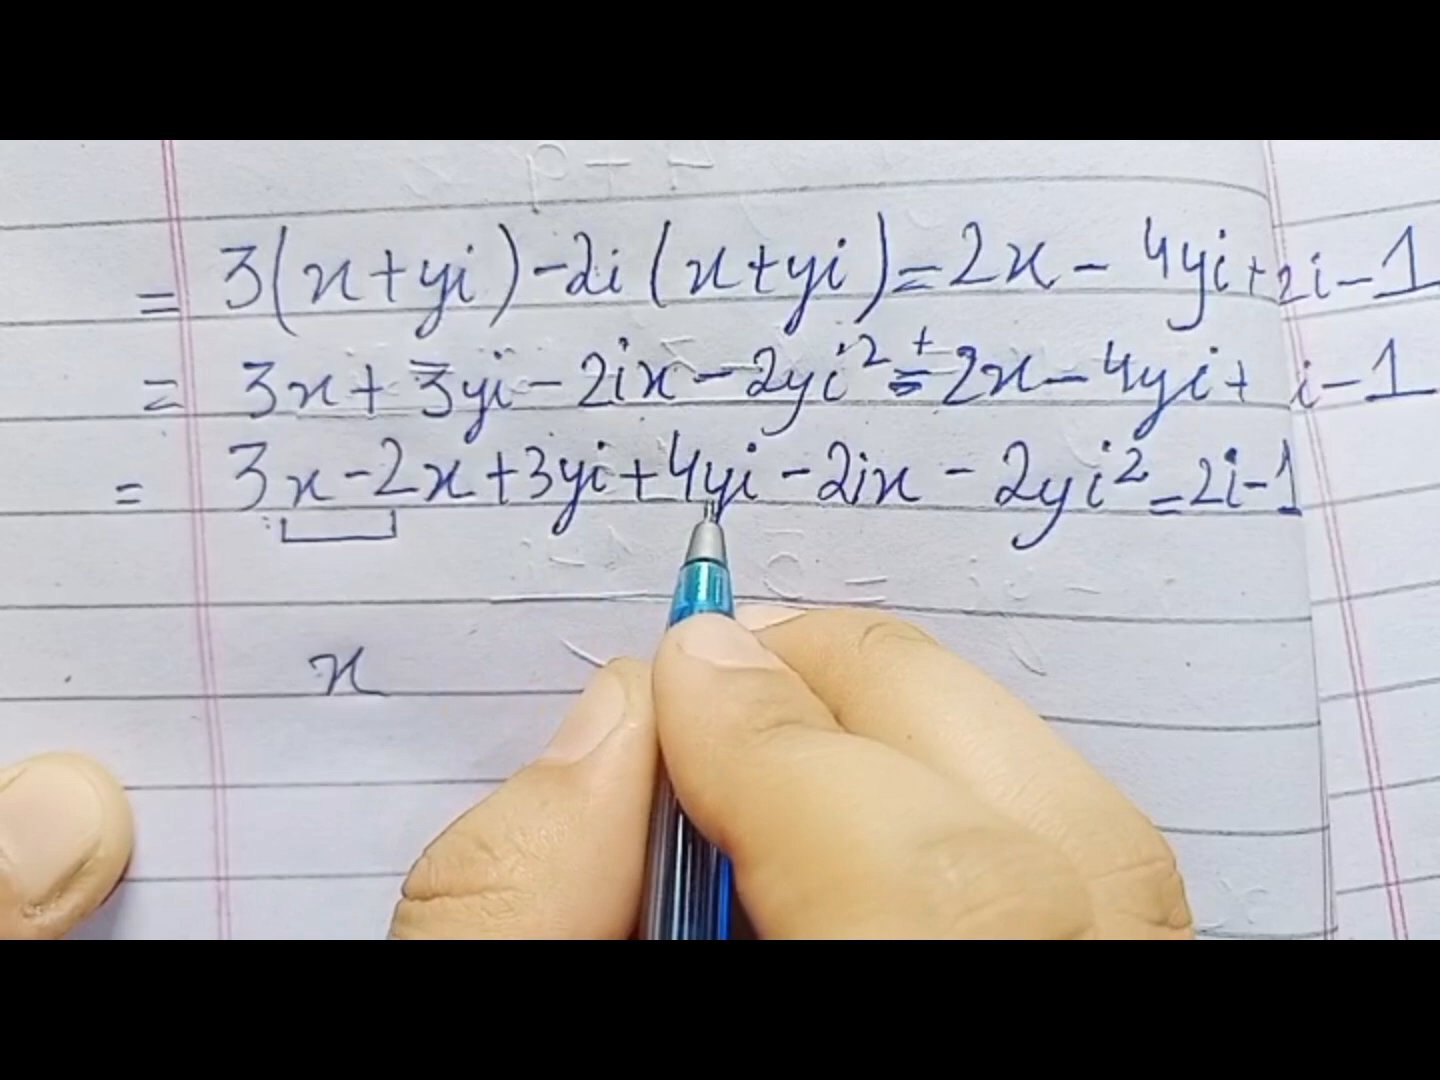 = 3(x+yi)-2i(x+yi)=2x-4yi+2i-1
= 3x+3yi-2ix-2yi²=2x-4yi+i-1
= 3x-2x+3yi+4yi-2ix-2yi²=2i-1
x